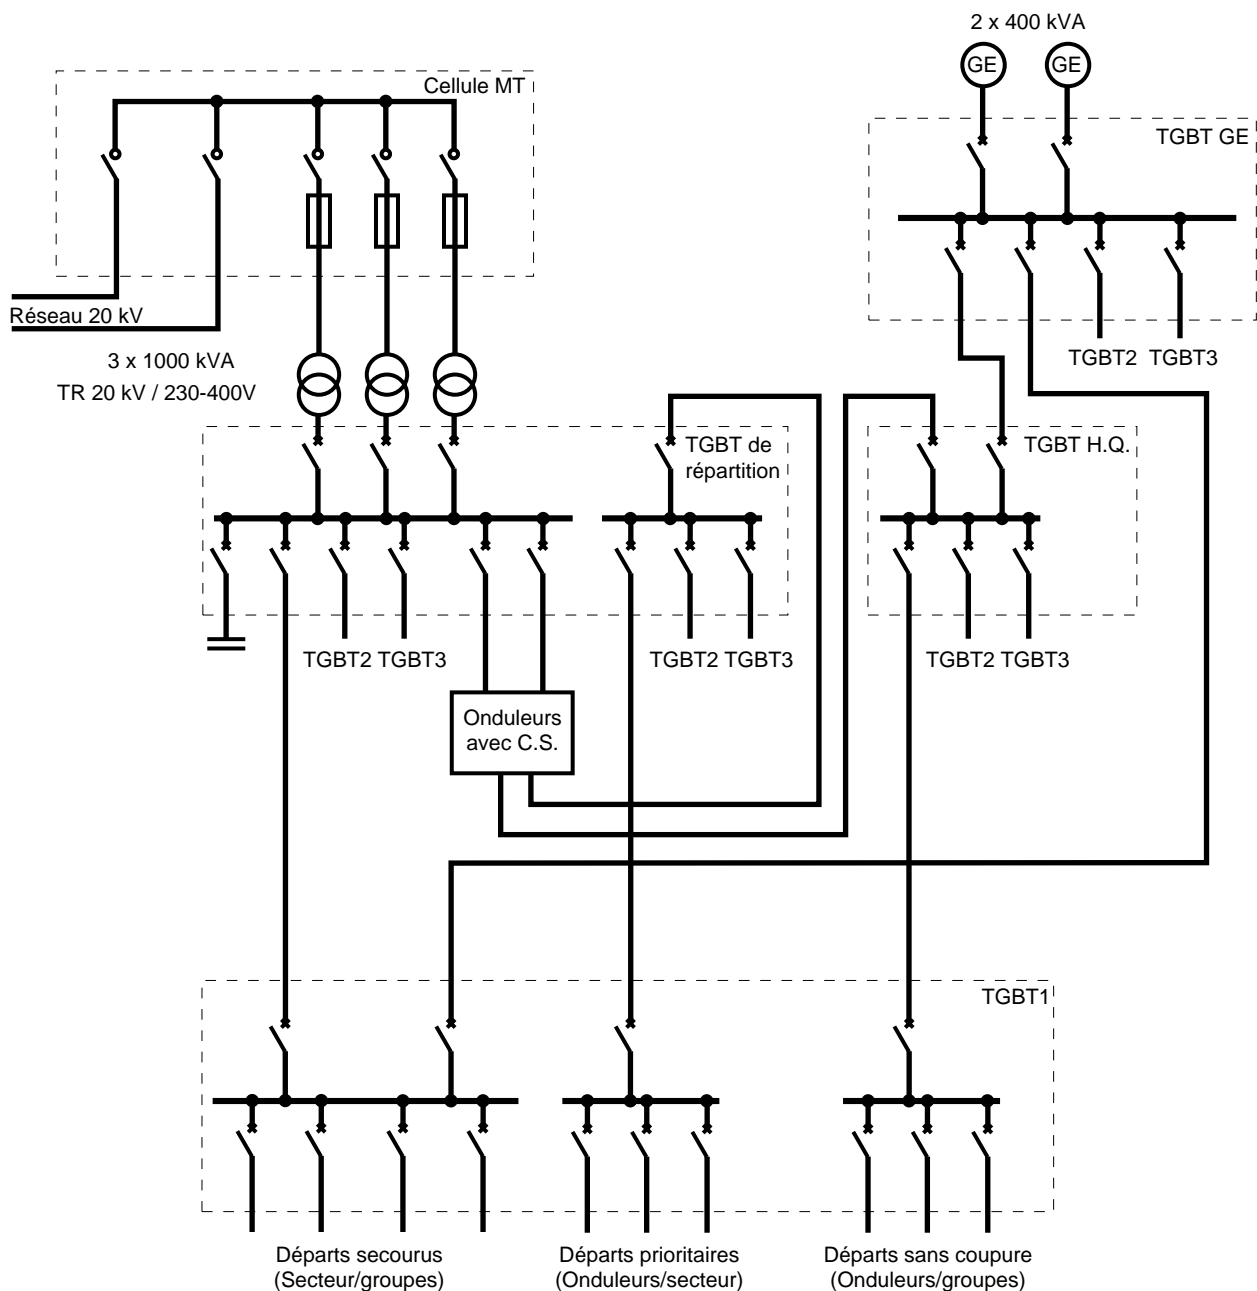 2 x 400 kVA
GE
GE
Cellule MT
TGBT GE
Réseau 20 kV
3 x 1000 kVA
TR 20 kV / 230-400V
TGBT2
TGBT3
TGBT de
répartition
TGBT H.Q.
TGBT2
TGBT3
TGBT2
TGBT3
TGBT2
TGBT3
Onduleurs
avec C.S.
TGBT1
Départs secourus
(Secteur/groupes)
Départs prioritaires
(Onduleurs/secteur)
Départs sans coupure
(Onduleurs/groupes)